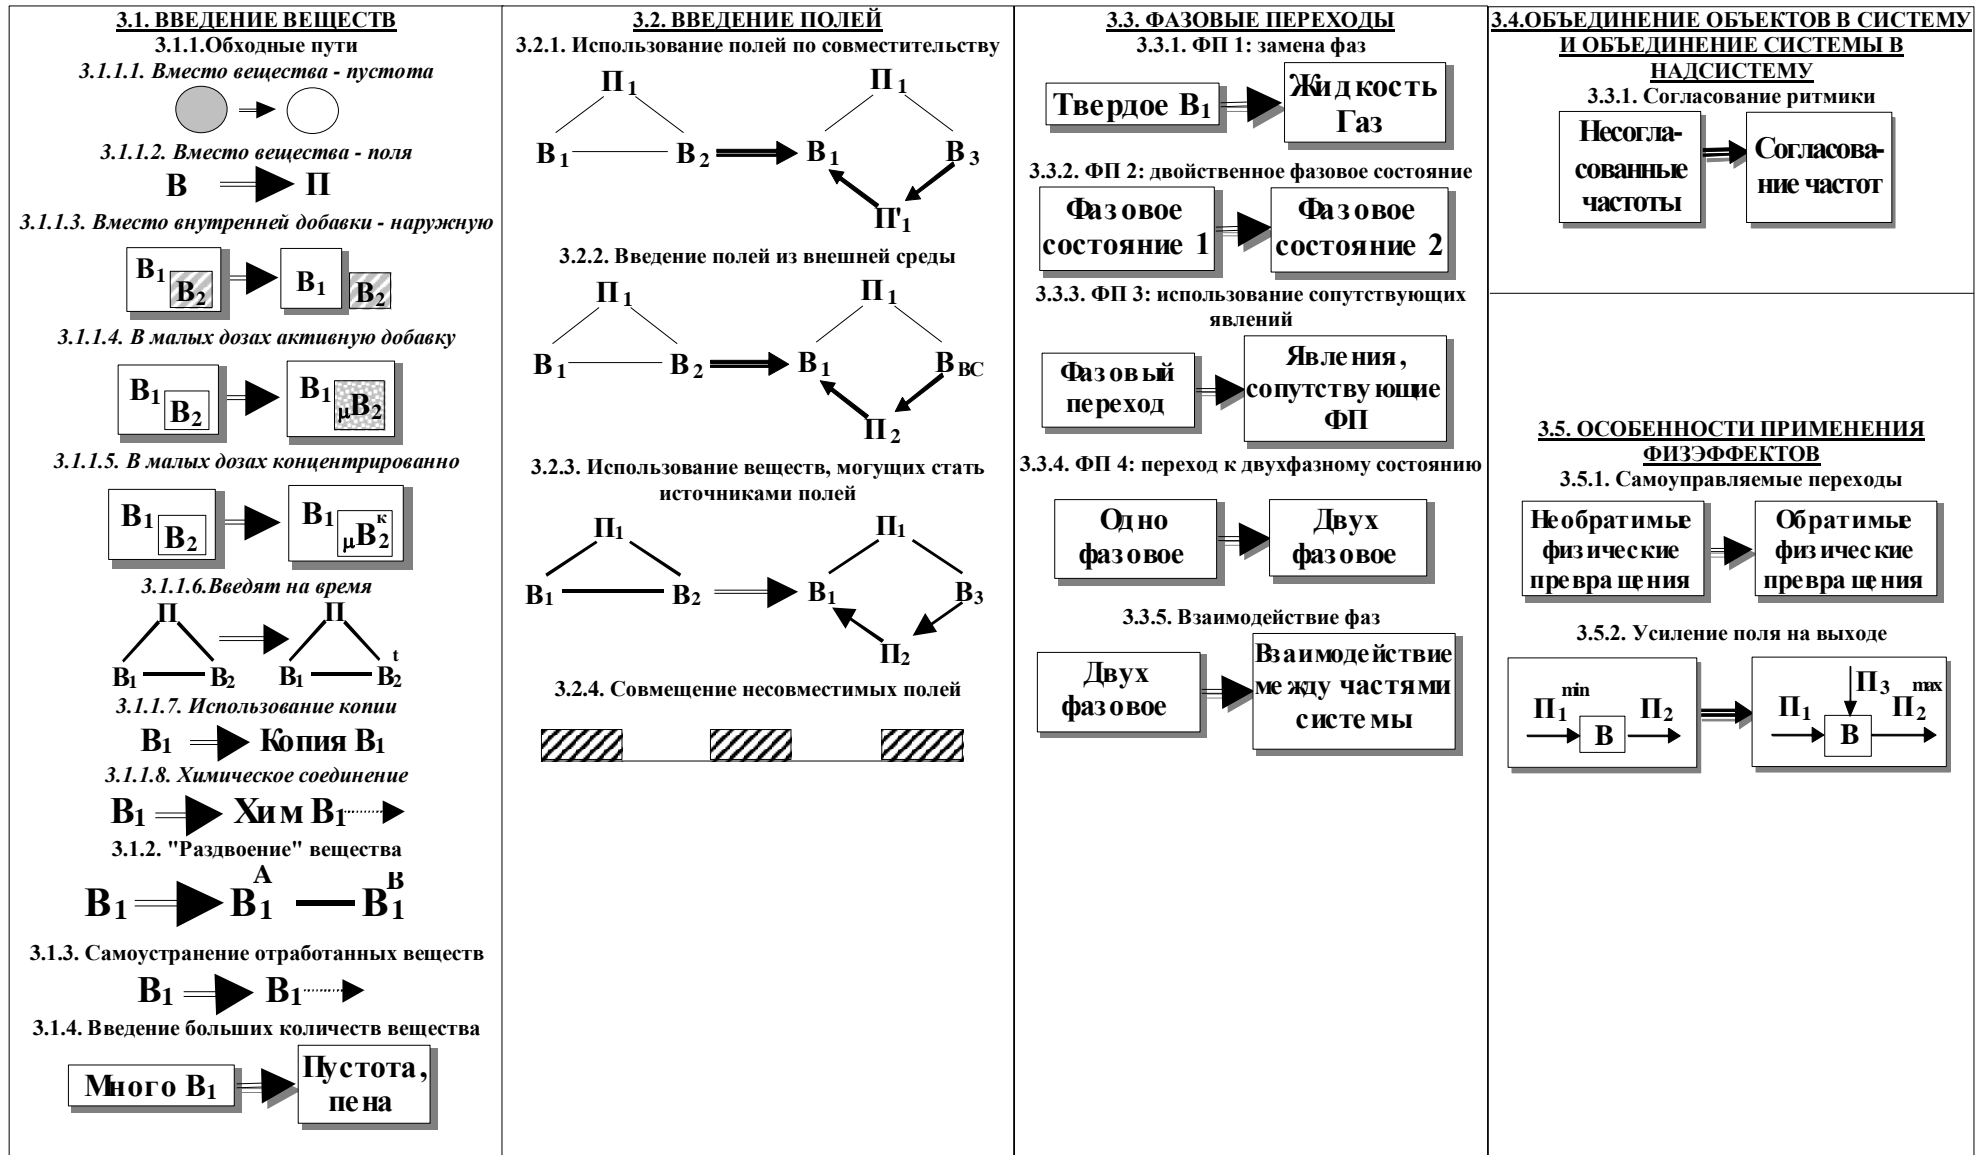 3.1. ВВЕДЕНИЕ ВЕЩЕСТВ
3.1.1.Обходные пути
3.1.1.1. Вместо вещества - пустота
3.1.1.2. Вместо вещества - поля
В П
3.1.1.3. Вместо внутренней добавки - наружную
В1 В2 В1 В2
3.1.1.4. В малых дозах активную добавку
В1 В2 В1 μВ2
3.1.1.5. В малых дозах концентрированно
В1 В2 В1 μВ2 к
3.1.1.6.Введят на время
П П
В1 В2 В1 В2 t
3.1.1.7. Использование копии
В1 Копия В1
3.1.1.8. Химическое соединение
В1 Хим В1
3.1.2. "Раздвоение" вещества
В1 В1 А В1 В
3.1.3. Самоустранение отработанных веществ
В1 В1
3.1.4. Введение больших количеств вещества
Много В1
Пустота,
пена
3.2. ВВЕДЕНИЕ ПОЛЕЙ
3.2.1. Использование полей по совместительству
П1 П1
В1 В2 В1 В3
П'1
3.2.2. Введение полей из внешней среды
П1 П1
В1 В2 В1 ВВС
П2
3.2.3. Использование веществ, могущих стать
источниками полей
П1 П1
В1 В2 В1 В3
П2
3.2.4. Совмещение несовместимых полей
3.3. ФАЗОВЫЕ ПЕРЕХОДЫ
3.3.1. ФП 1: замена фаз
Твердое В1
Жидкость
Газ
3.3.2. ФП 2: двойственное фазовое состояние
Фазовое
состояние 1
Фазовое
состояние 2
3.3.3. ФП 3: использование сопутствующих
явлений
Фазовый
переход
Явления,
сопутствующие
ФП
3.3.4. ФП 4: переход к двухфазному состоянию
Одно
фазовое
Двух
фазовое
3.3.5. Взаимодействие фаз
Двух
фазовое
Взаимодействие
между частями
системы
3.4.ОБЪЕДИНЕНИЕ ОБЪЕКТОВ В СИСТЕМУ
И ОБЪЕДИНЕНИЕ СИСТЕМЫ В
НАДСИСТЕМУ
3.3.1. Согласование ритмики
Несогла-
сованные
частоты
Согласова-
ние частот
3.5. ОСОБЕННОСТИ ПРИМЕНЕНИЯ
ФИЗЭФФЕКТОВ
3.5.1. Самоуправляемые переходы
Необратимые
физические
превращения
Обратимые
физические
превращения
3.5.2. Усиление поля на выходе
П1 min В П2
П1 П3 В П2 max